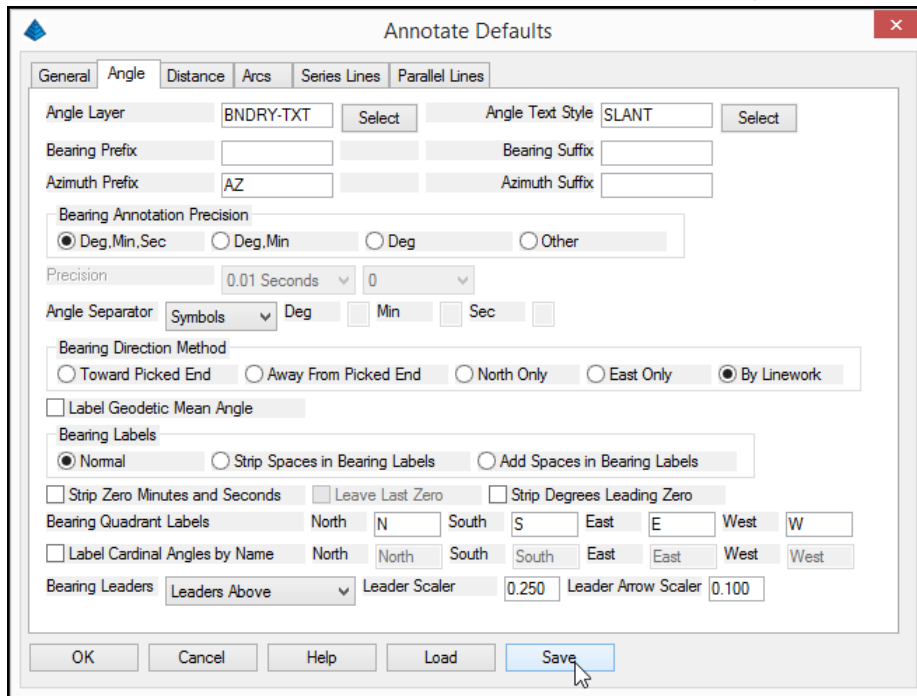 Annotate Defaults
General Angle Distance Arcs Series Lines Parallel Lines
Angle Layer BNDRY-TXT Select Angle Text Style SLANT Select
Bearing Prefix Bearing Suffix
Azimuth Prefix AZ Azimuth Suffix
Bearing Annotation Precision
Deg,Min,Sec Deg,Min Deg Other
Precision 0.01 Seconds 0
Angle Separator Symbols Deg Min Sec
Bearing Direction Method
Toward Picked End Away From Picked End North Only East Only By Linework
Label Geodetic Mean Angle
Bearing Labels
Normal Strip Spaces in Bearing Labels Add Spaces in Bearing Labels
Strip Zero Minutes and Seconds Leave Last Zero Strip Degrees Leading Zero
Bearing Quadrant Labels North N South S East E West W
Label Cardinal Angles by Name North North South South East East West West
Bearing Leaders Leaders Above Leader Scaler 0.250 Leader Arrow Scaler 0.100
OK Cancel Help Load Save